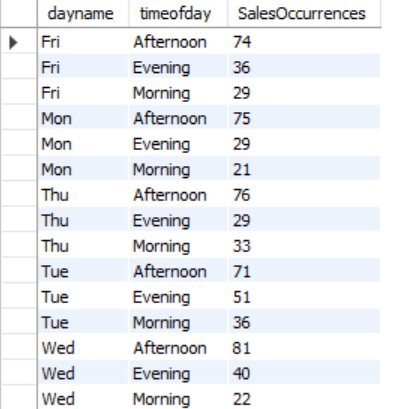 dayname timeofday SalesOccurrences
Fri Afternoon 74
Fri Evening 36
Fri Morning 29
Mon Afternoon 75
Mon Evening 29
Mon Morning 21
Thu Afternoon 76
Thu Evening 29
Thu Morning 33
Tue Afternoon 71
Tue Evening 51
Tue Morning 36
Wed Afternoon 81
Wed Evening 40
Wed Morning 22